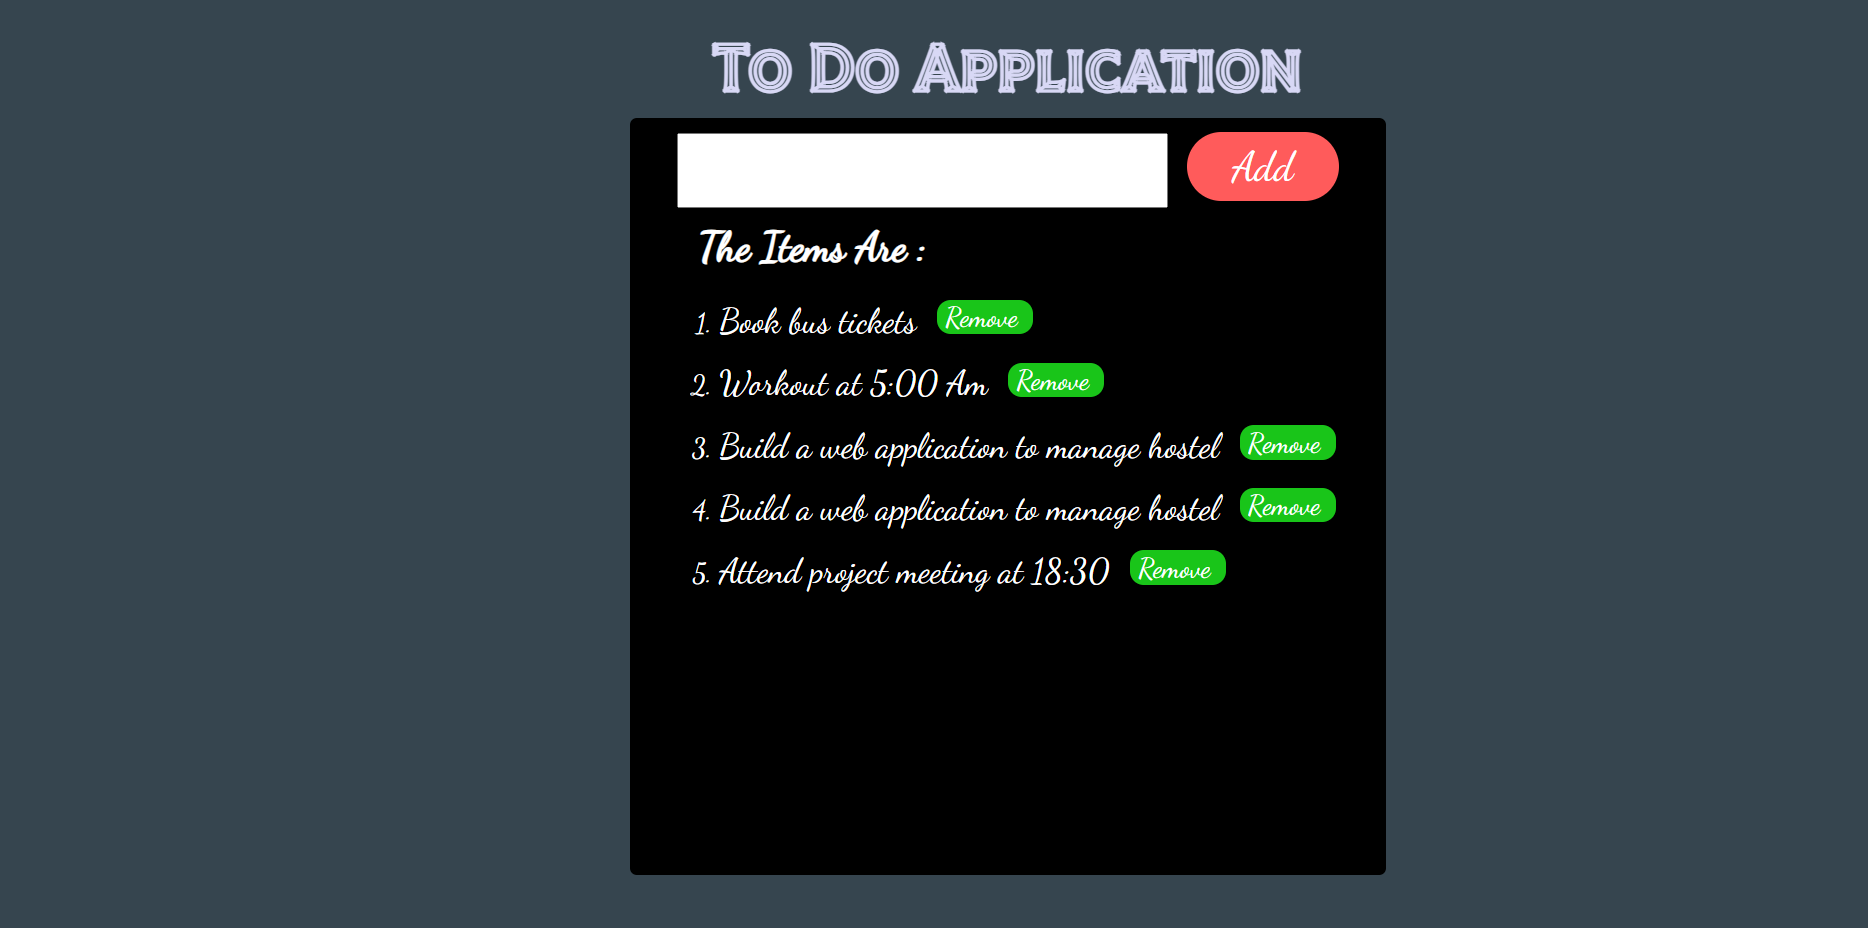 To Do Application
Add
The Items Are :
1. Book bus tickets Remove
2. Workout at 5:00 Am Remove
3. Build a web application to manage hostel Remove
4. Build a web application to manage hostel Remove
5. Attend project meeting at 18:30 Remove